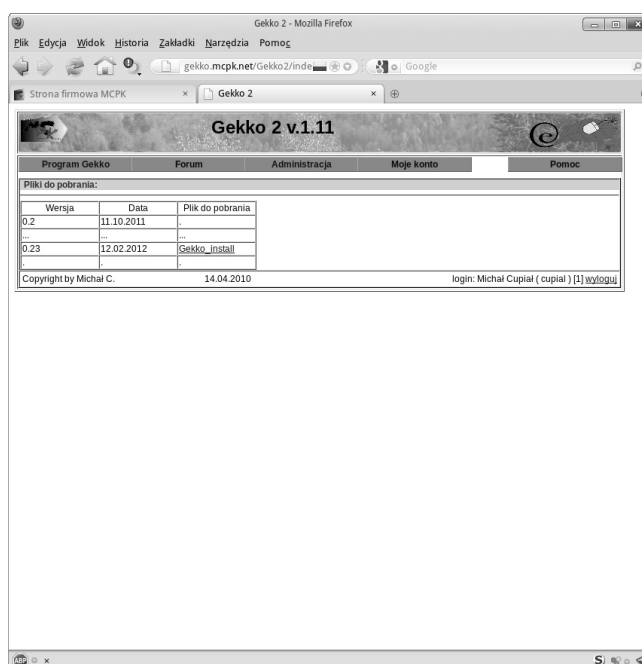 Gekko 2 - Mozilla Firefox
Plik Edycja Widok Historia Zakładki Narzędzia Pomoc
gekko.mcpk.net/Gekko2/inde Google
Strona firmowa MCPK × Gekko 2 ×
Gekko 2 v.1.11
Program Gekko Forum Administracja Moje konto Pomoc
Pliki do pobrania:
Wersja Data Plik do pobrania
0.2 11.10.2011 .
... ... ...
0.23 12.02.2012 Gekko_install
. . .
Copyright by Michał C. 14.04.2010 login: Michał Cupiał ( cupial ) [1] wyloguj
ABP × S